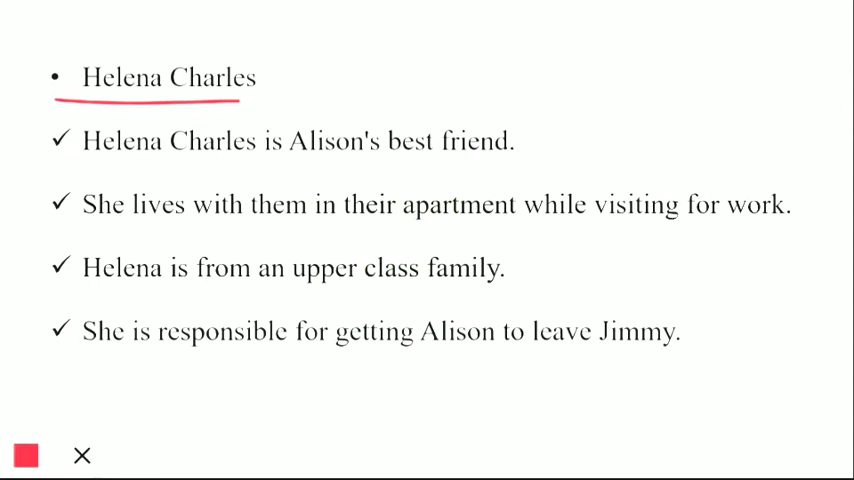 • Helena Charles
✓ Helena Charles is Alison's best friend.
✓ She lives with them in their apartment while visiting for work.
✓ Helena is from an upper class family.
✓ She is responsible for getting Alison to leave Jimmy.